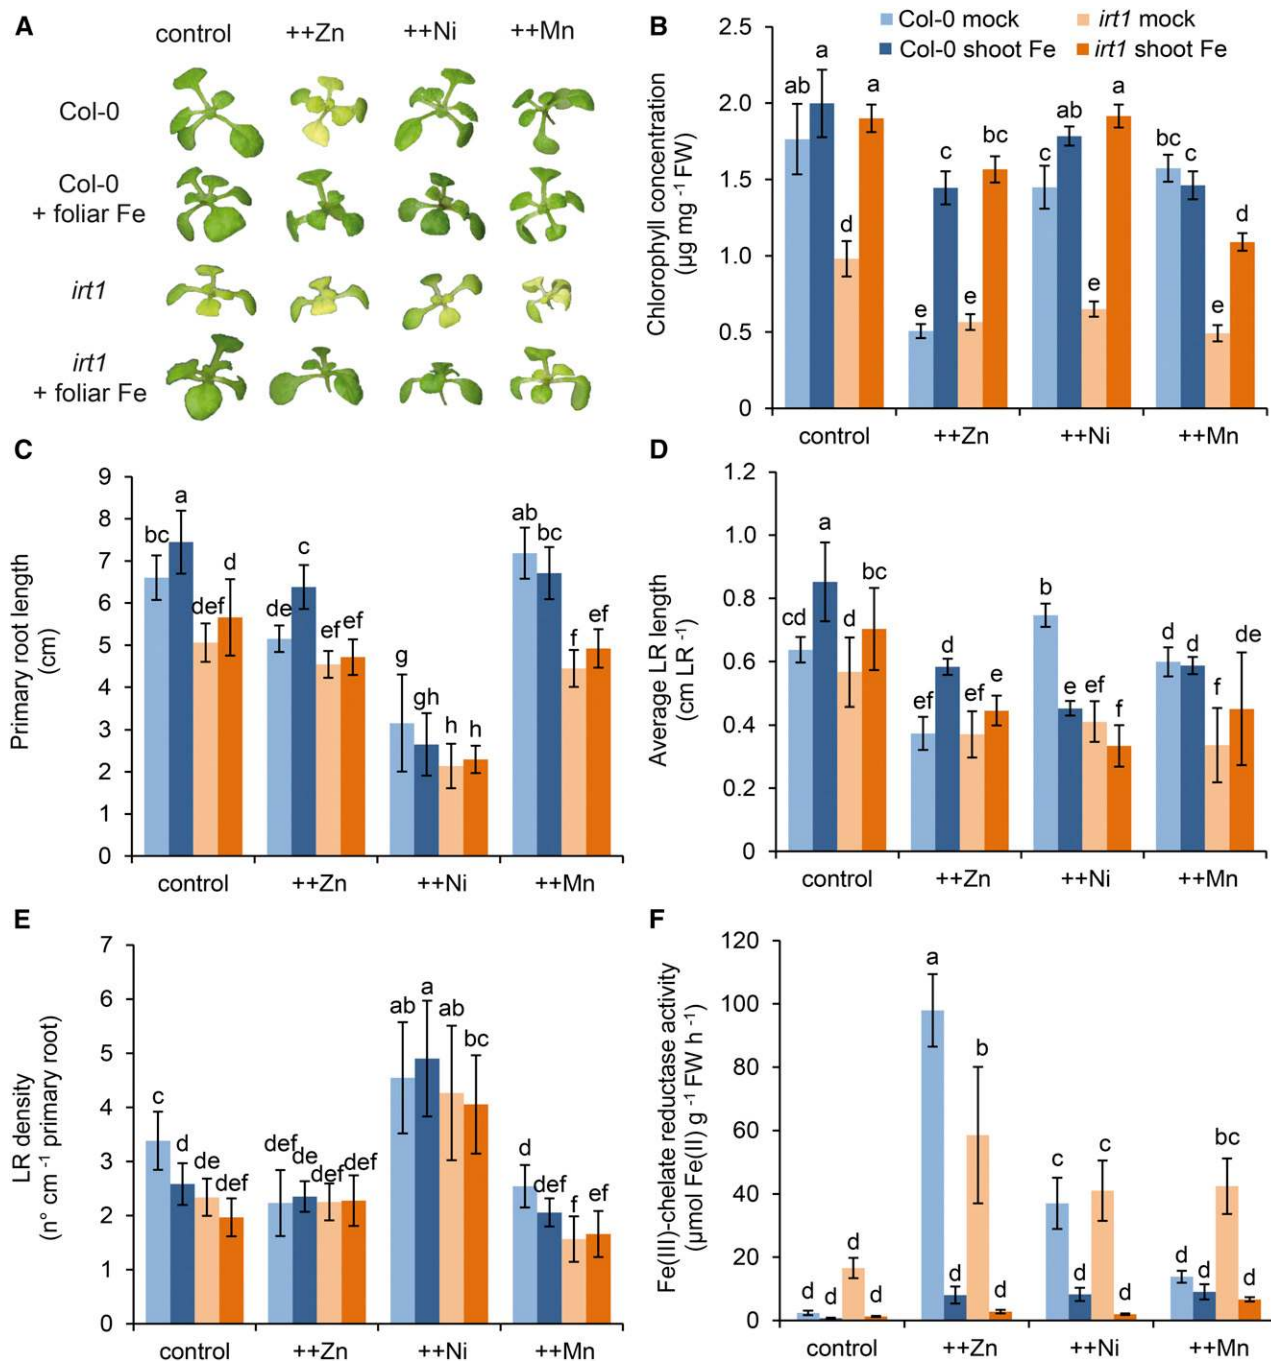 A
control ++Zn ++Ni ++Mn
Col-0
Col-0
+ foliar Fe
irt1
irt1
+ foliar Fe
B
Col-0 mock irt1 mock
Col-0 shoot Fe irt1 shoot Fe
Chlorophyll concentration
(µg mg -1 FW)
2.5
2.0
1.5
1.0
0.5
0
ab a d a
e c e bc
c ab e a
bc c e d
control ++Zn ++Ni ++Mn
C
Primary root length
(cm)
9
8
7
6
5
4
3
2
1
0
bc a def d
de c ef ef
g gh h h
ab bc f ef
control ++Zn ++Ni ++Mn
D
Average LR length
(cm LR -1)
1.2
1.0
0.8
0.6
0.4
0.2
0
cd a d bc
ef d ef e
b e ef f
d d f de
control ++Zn ++Ni ++Mn
E
LR density
(n° cm -1 primary root)
7
6
5
4
3
2
1
0
c d de def
def de def def
ab a ab bc
d def f ef
control ++Zn ++Ni ++Mn
F
Fe(III)-chelate reductase activity
(µmol Fe(II) g -1 FW h -1)
120
100
80
60
40
20
0
d d d d
a d b d
c d c d
d d bc d
control ++Zn ++Ni ++Mn